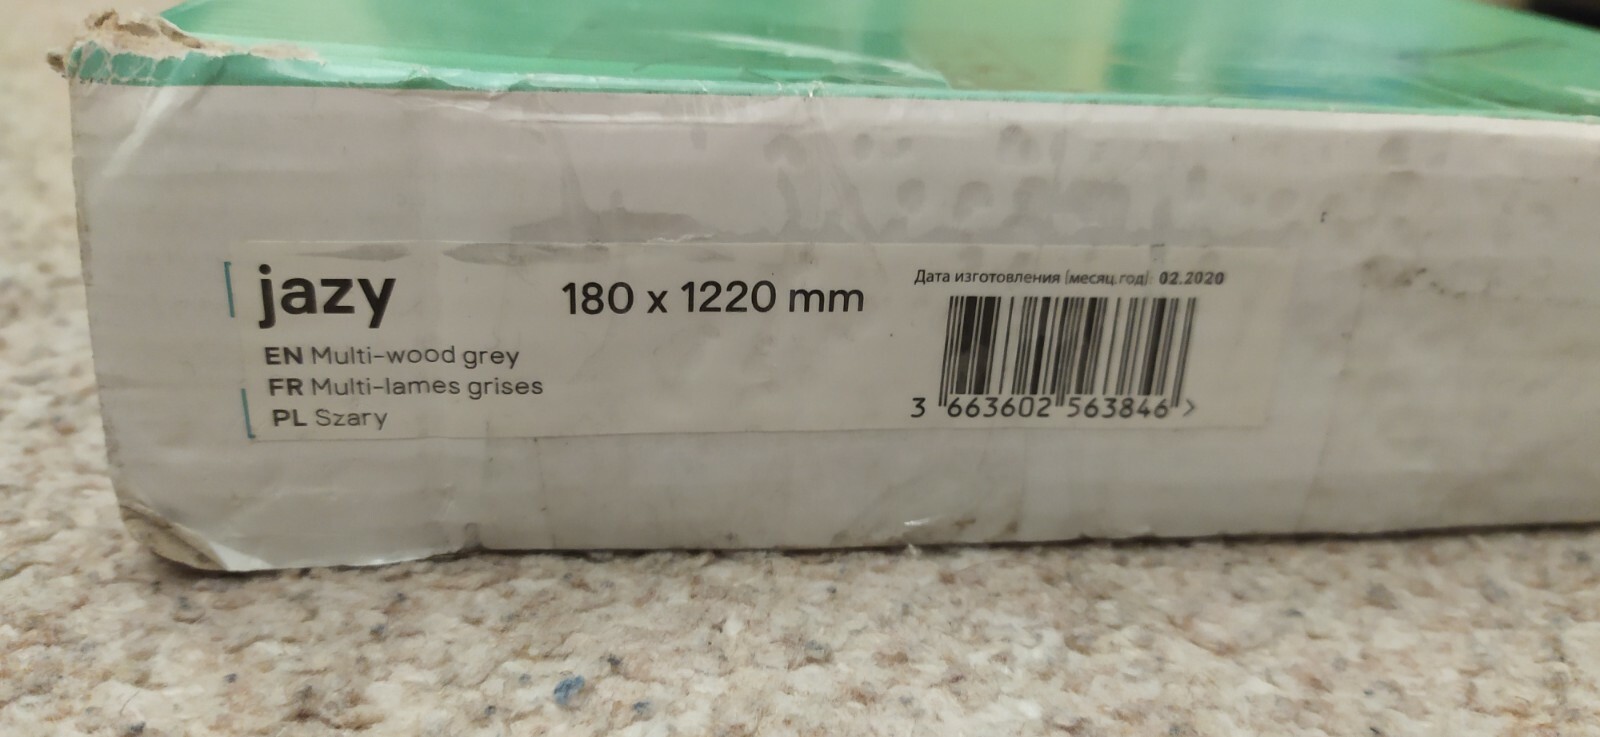 jazy
EN Multi-wood grey
FR Multi-lames grises
PL Szary
180 x 1220 mm
Дата изготовления (месяц.год): 02.2020
3 663602 563846 >